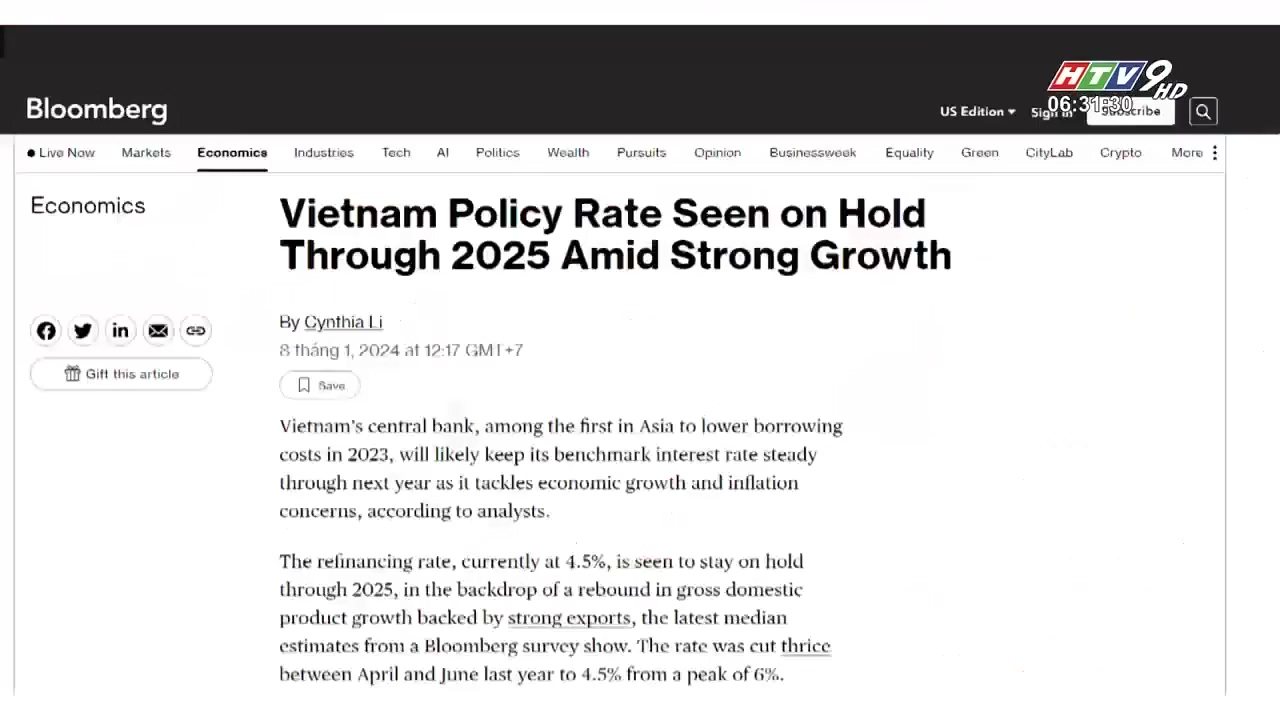 HTV9 HD
06:31:30
Bloomberg
US Edition
Sign In
Subscribe
Live Now Markets Economics Industries Tech AI Politics Wealth Pursuits Opinion Businessweek Equality Green CityLab Crypto More
Economics
Vietnam Policy Rate Seen on Hold
Through 2025 Amid Strong Growth
By Cynthia Li
8 tháng 1, 2024 at 12:17 GMT+7
Gift this article
Save
Vietnam's central bank, among the first in Asia to lower borrowing
costs in 2023, will likely keep its benchmark interest rate steady
through next year as it tackles economic growth and inflation
concerns, according to analysts.
The refinancing rate, currently at 4.5%, is seen to stay on hold
through 2025, in the backdrop of a rebound in gross domestic
product growth backed by strong exports, the latest median
estimates from a Bloomberg survey show. The rate was cut thrice
between April and June last year to 4.5% from a peak of 6%.